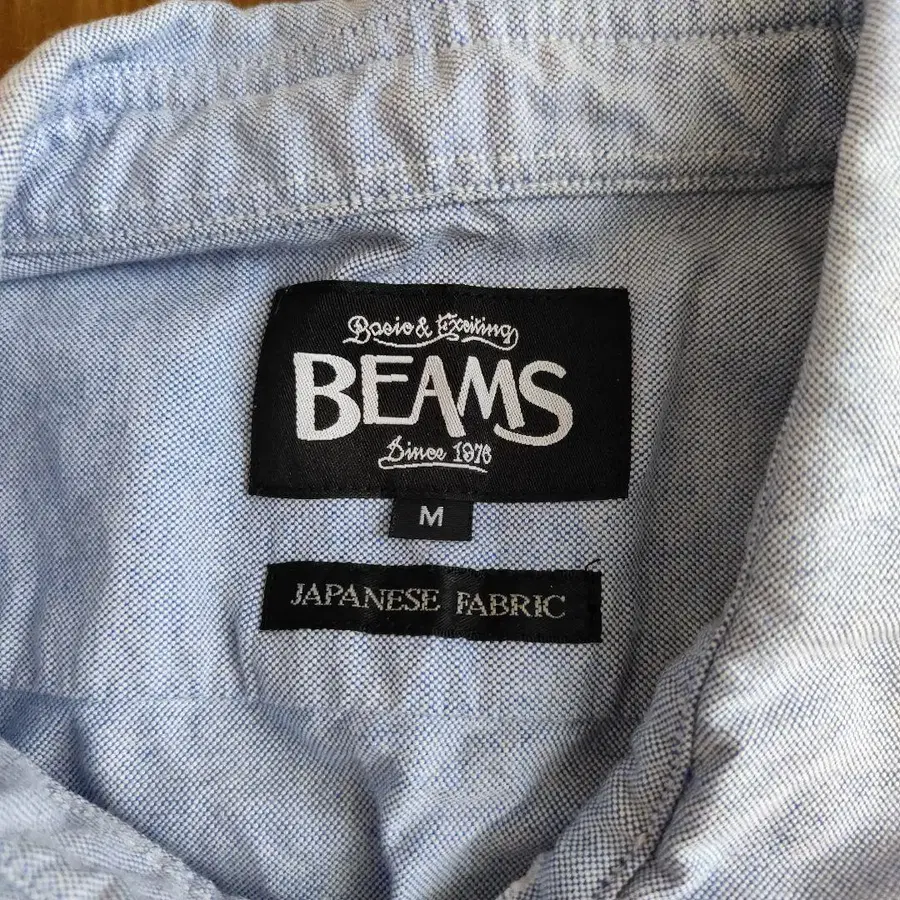 Basic & Exciting
BEAMS
Since 1976
M
JAPANESE FABRIC